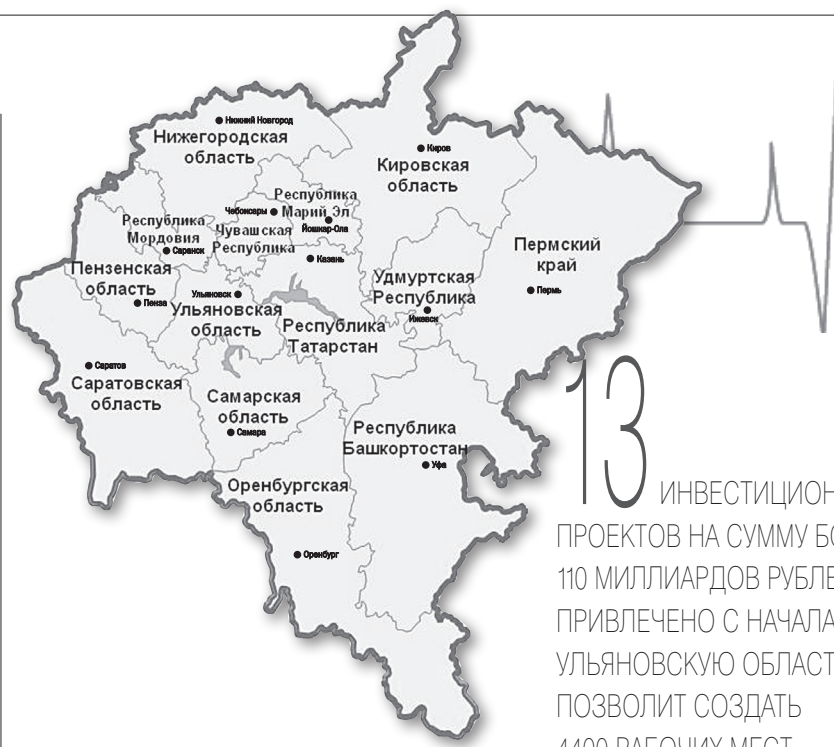 Нижний Новгород
Нижегородская
область
Киров
Кировская
область
Республика
Марий Эл
Йошкар-Ола
Чебоксары
Чувашская
Республика
Республика
Мордовия
Саранск
Казань
Пермский
край
Пермь
Удмуртская
Республика
Ижевск
Пензенская
область
Пенза
Ульяновск
Ульяновская
область
Республика
Татарстан
Саратов
Саратовская
область
Самарская
область
Самара
Республика
Башкортостан
Уфа
Оренбургская
область
Оренбург
13 ИНВЕСТИЦИОН
ПРОЕКТОВ НА СУММУ БО
110 МИЛЛИАРДОВ РУБЛЕ
ПРИВЛЕЧЕНО С НАЧАЛА
УЛЬЯНОВСКУЮ ОБЛАСТ
ПОЗВОЛИТ СОЗДАТЬ
4400 РАБОЧИХ МЕСТ